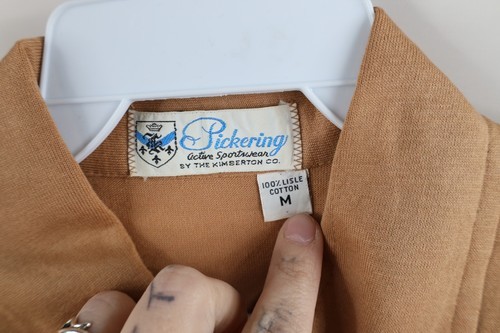 Pickering
Active Sportswear
BY THE KIMBERTON CO.
100% LISLE
COTTON
M